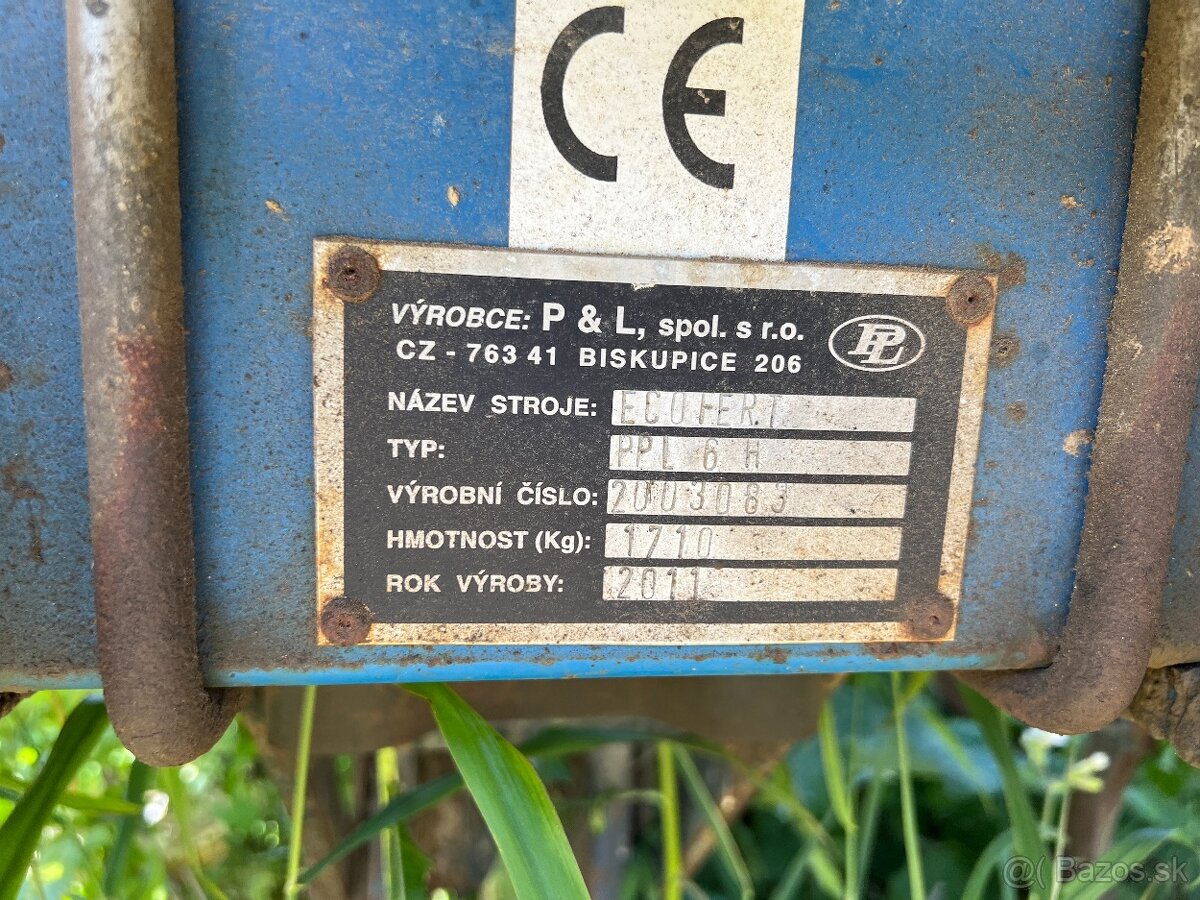 CE
VÝROBCE: P & L, spol. s r.o.
PL
CZ - 763 41 BISKUPICE 206
NÁZEV STROJE: ECOFERT
TYP: PPL 6 H
VÝROBNÍ ČÍSLO: 2003083
HMOTNOST (Kg): 1710
ROK VÝROBY: 2011
@( Bazos.sk